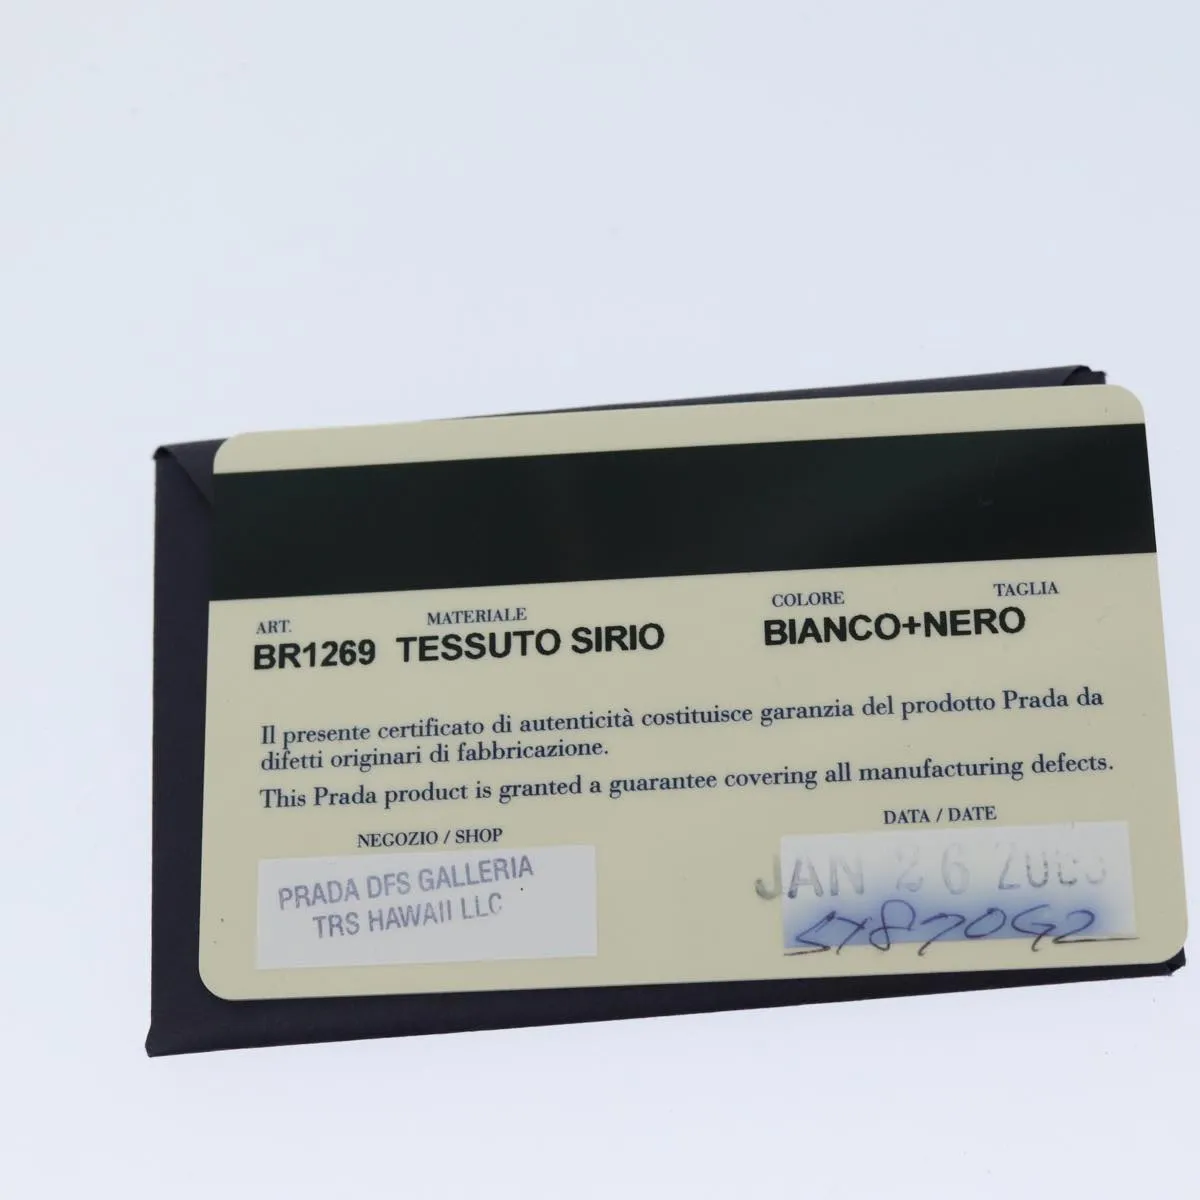 ART. MATERIALE COLORE TAGLIA
BR1269 TESSUTO SIRIO BIANCO+NERO
Il presente certificato di autenticità costituisce garanzia del prodotto Prada da
difetti originari di fabbricazione.
This Prada product is granted a guarantee covering all manufacturing defects.
NEGOZIO / SHOP
PRADA DFS GALLERIA
TRS HAWAII LLC
DATA / DATE
JAN 26